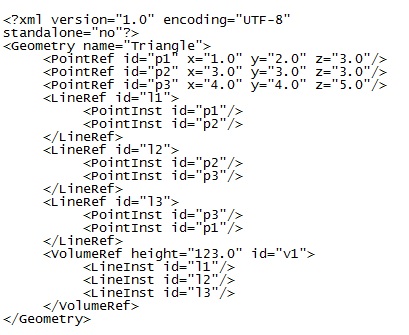 <?xml version="1.0" encoding="UTF-8"
standalone="no"?>
<Geometry name="Triangle">
<PointRef id="p1" x="1.0" y="2.0" z="3.0"/>
<PointRef id="p2" x="3.0" y="3.0" z="3.0"/>
<PointRef id="p3" x="4.0" y="4.0" z="5.0"/>
<LineRef id="l1">
<PointInst id="p1"/>
<PointInst id="p2"/>
</LineRef>
<LineRef id="l2">
<PointInst id="p2"/>
<PointInst id="p3"/>
</LineRef>
<LineRef id="l3">
<PointInst id="p3"/>
<PointInst id="p1"/>
</LineRef>
<VolumeRef height="123.0" id="v1">
<LineInst id="l1"/>
<LineInst id="l2"/>
<LineInst id="l3"/>
</VolumeRef>
</Geometry>